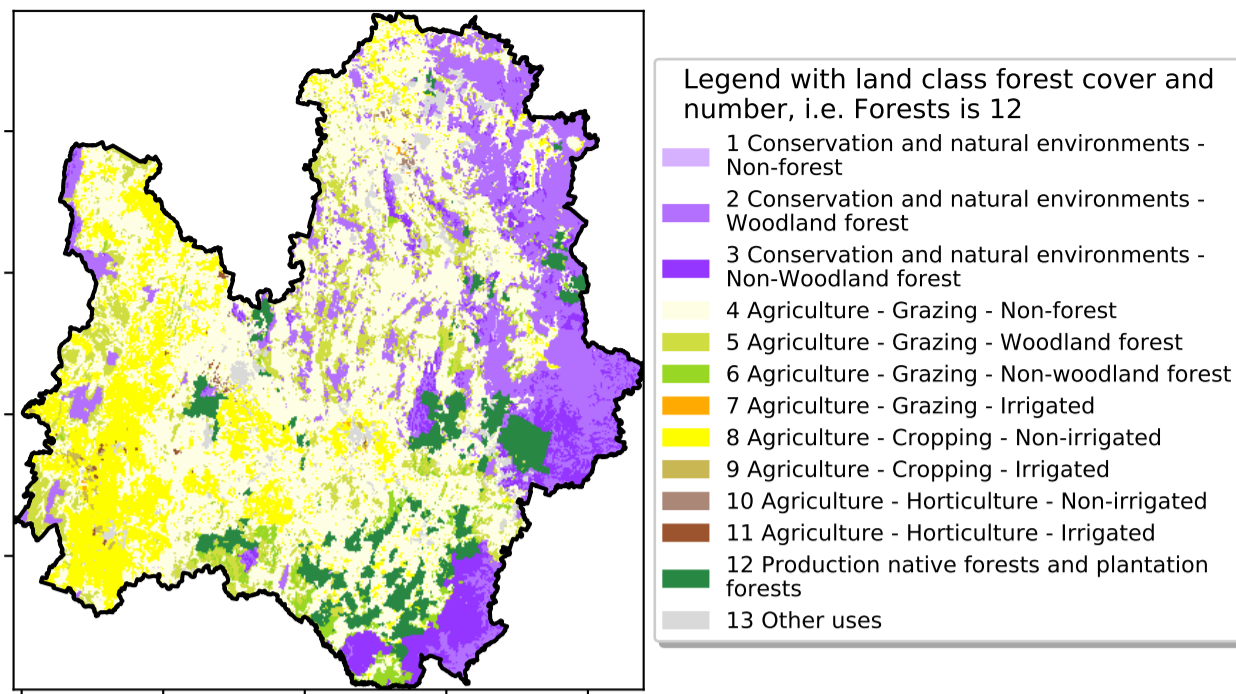 Legend with land class forest cover and
number, i.e. Forests is 12
1 Conservation and natural environments -
Non-forest
2 Conservation and natural environments -
Woodland forest
3 Conservation and natural environments -
Non-Woodland forest
4 Agriculture - Grazing - Non-forest
5 Agriculture - Grazing - Woodland forest
6 Agriculture - Grazing - Non-woodland forest
7 Agriculture - Grazing - Irrigated
8 Agriculture - Cropping - Non-irrigated
9 Agriculture - Cropping - Irrigated
10 Agriculture - Horticulture - Non-irrigated
11 Agriculture - Horticulture - Irrigated
12 Production native forests and plantation
forests
13 Other uses